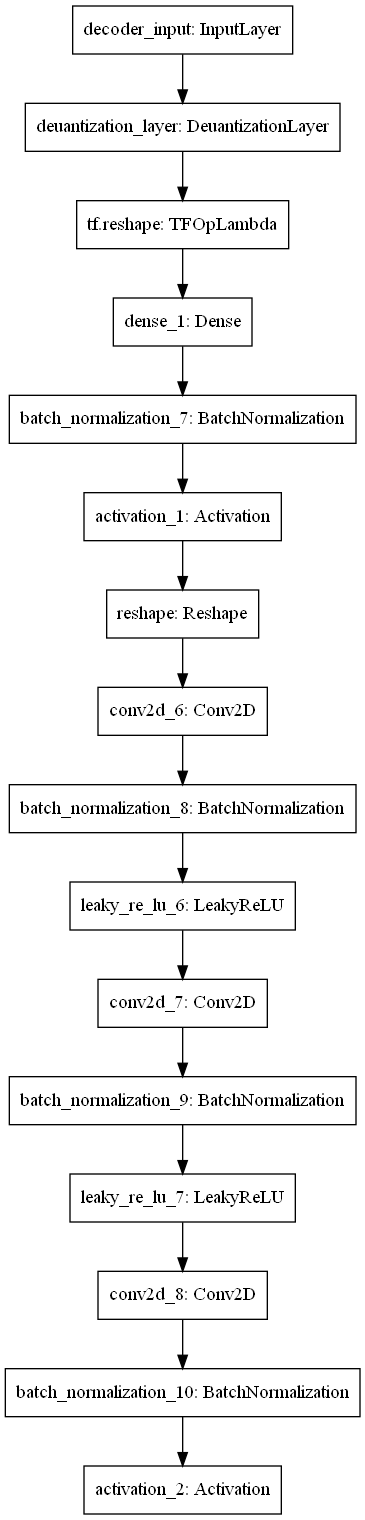 decoder_input: InputLayer
deuantization_layer: DeuantizationLayer
tf.reshape: TFOpLambda
dense_1: Dense
batch_normalization_7: BatchNormalization
activation_1: Activation
reshape: Reshape
conv2d_6: Conv2D
batch_normalization_8: BatchNormalization
leaky_re_lu_6: LeakyReLU
conv2d_7: Conv2D
batch_normalization_9: BatchNormalization
leaky_re_lu_7: LeakyReLU
conv2d_8: Conv2D
batch_normalization_10: BatchNormalization
activation_2: Activation